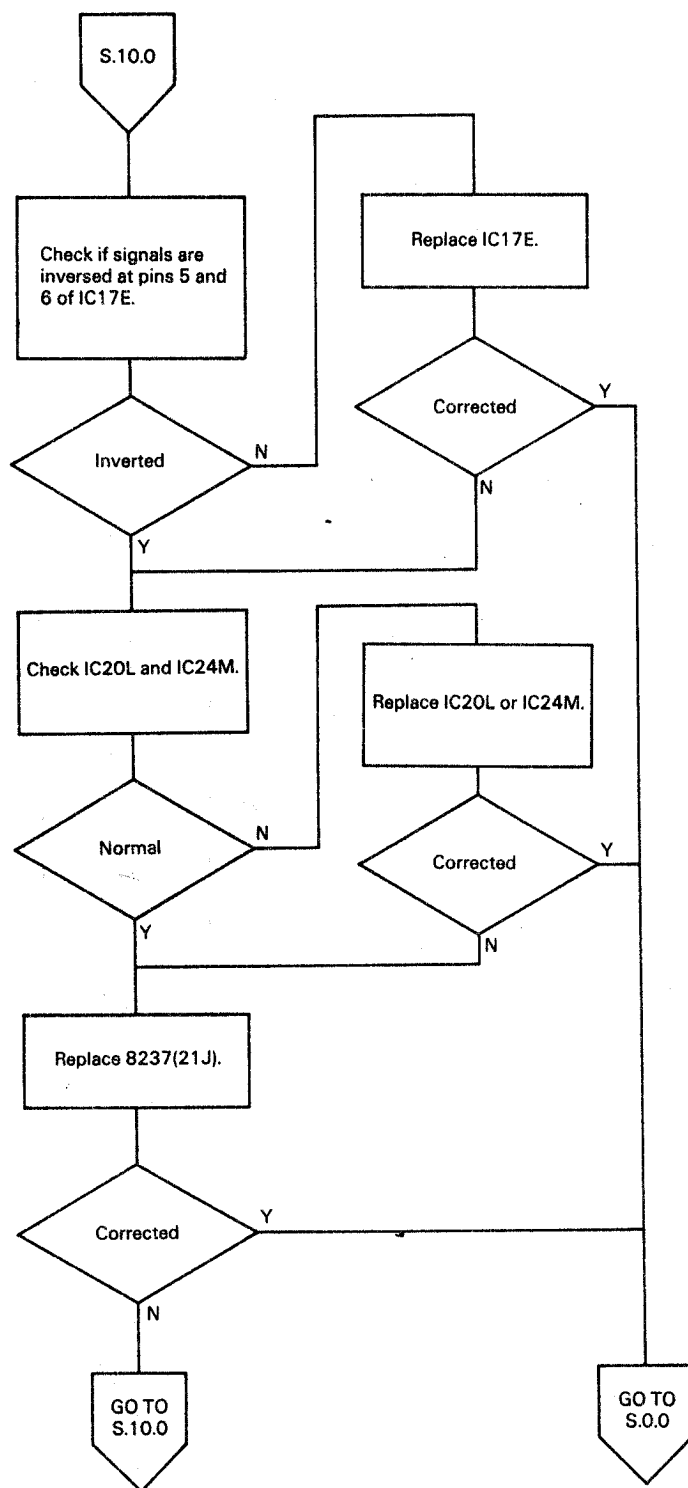 S.10.0
Check if signals are
inversed at pins 5 and
6 of IC17E.
Replace IC17E.
Corrected
Y
N
Inverted
N
Y
Check IC20L and IC24M.
Replace IC20L or IC24M.
Normal
N
Y
Corrected
Y
N
Replace 8237(21J).
Corrected
Y
N
GO TO
S.10.0
GO TO
S.0.0